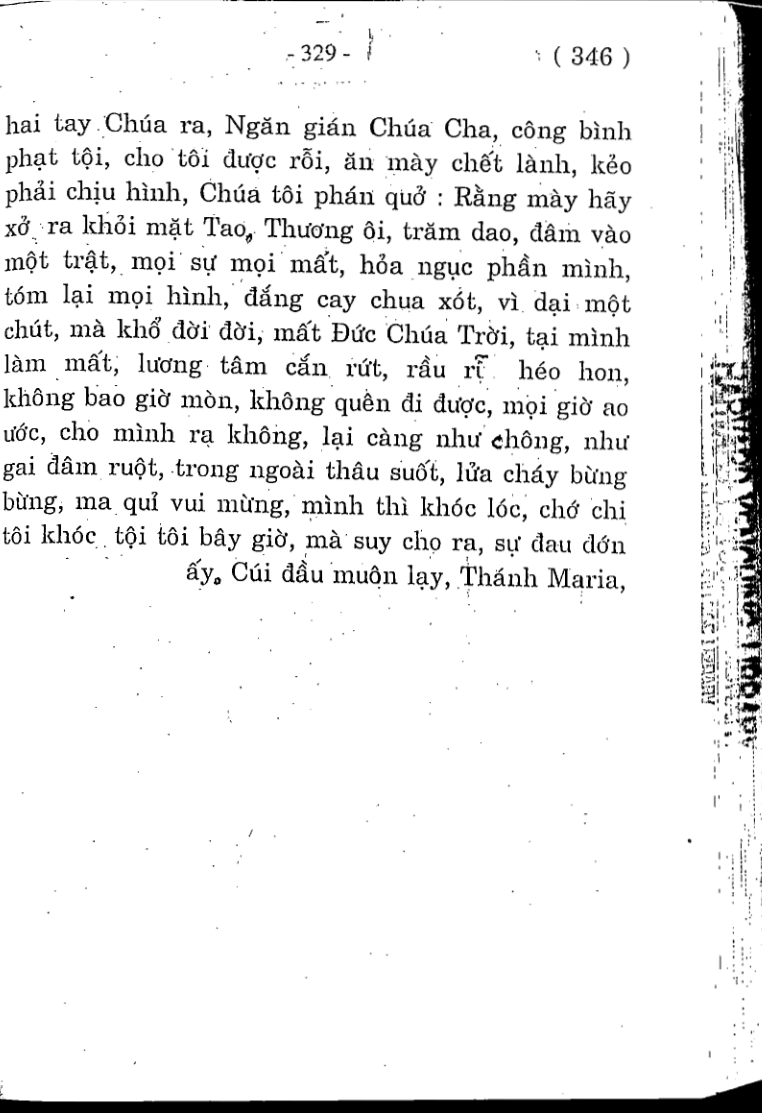 - 329 - ( 346 )
hai tay Chúa ra, Ngăn gián Chúa Cha, công bình
phạt tội, cho tôi được rỗi, ăn mày chết lành, kẻo
phải chịu hình, Chúa tôi phán quở : Rằng mày hãy
xở ra khỏi mặt Tao. Thương ôi, trăm dao, đâm vào
một trật, mọi sự mọi mất, hỏa ngục phần mình,
tóm lại mọi hình, đắng cay chua xót, vì dại một
chút, mà khổ đời đời, mất Đức Chúa Trời, tại mình
làm mất, lương tâm cắn rứt, rầu rĩ héo hon,
không bao giờ mòn, không quên đi được, mọi giờ ao
ước, cho mình ra không, lại càng như chông, như
gai đâm ruột, trong ngoài thâu suốt, lửa cháy bừng
bừng, ma quỉ vui mừng, mình thì khóc lóc, chớ chi
tôi khóc tội tôi bây giờ, mà suy cho ra, sự đau đớn
ấy. Cúi đầu muôn lạy, Thánh Maria,